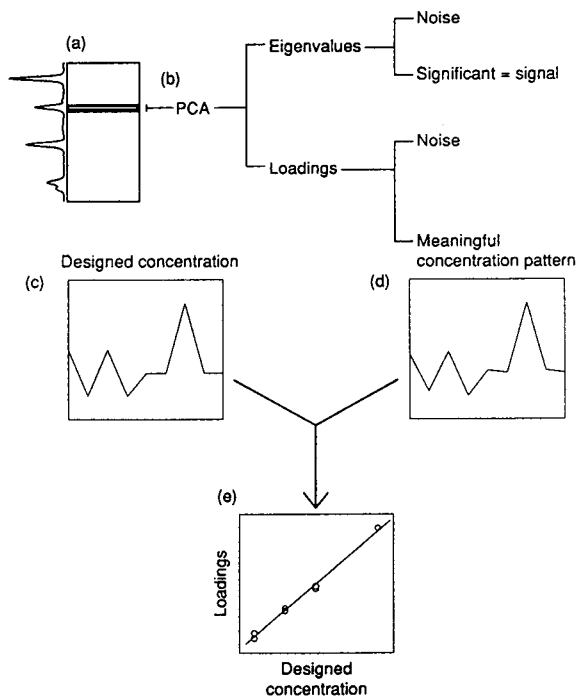 (a)
(b)
PCA
Eigenvalues
Noise
Significant = signal
Loadings
Noise
Meaningful
concentration pattern
Designed concentration
(c)
(d)
(e)
Loadings
Designed
concentration